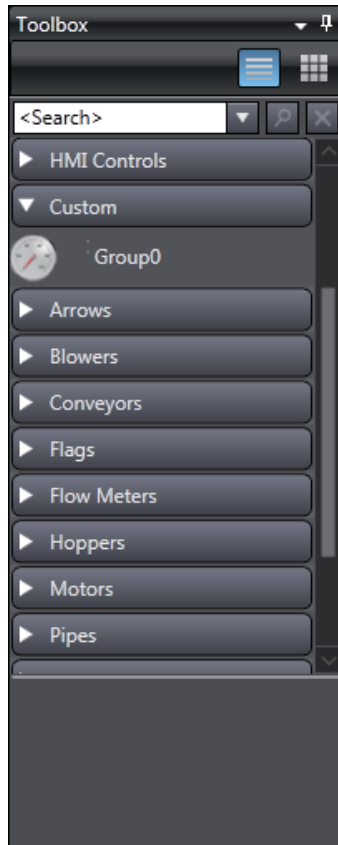 Toolbox
<Search>
HMI Controls
Custom
Group0
Arrows
Blowers
Conveyors
Flags
Flow Meters
Hoppers
Motors
Pipes